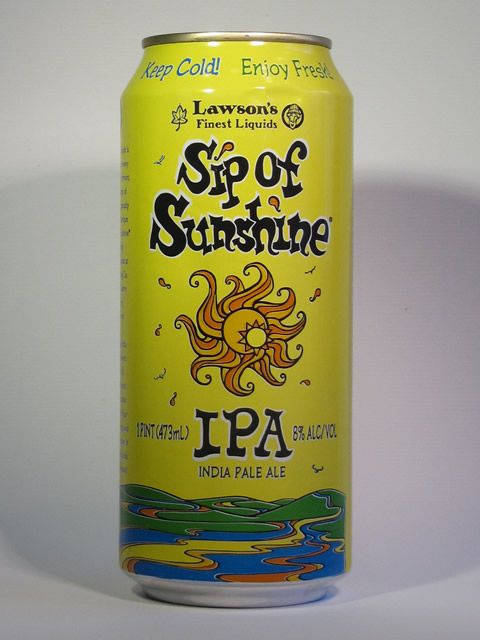 Keep Cold! Enjoy Fresh!
Lawson's
Finest Liquids
Sip of
Sunshine
1 PINT (473mL) IPA 8% ALC/VOL
INDIA PALE ALE